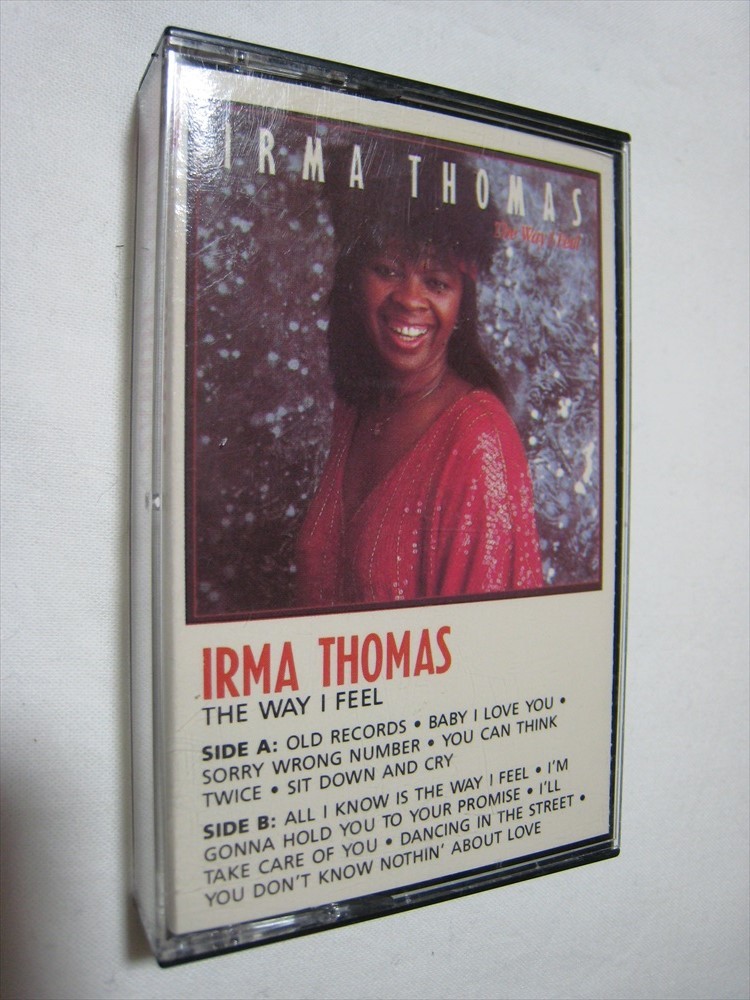 IRMA THOMAS
The Way I Feel
IRMA THOMAS
THE WAY I FEEL
SIDE A: OLD RECORDS • BABY I LOVE YOU •
SORRY WRONG NUMBER • YOU CAN THINK
TWICE • SIT DOWN AND CRY
SIDE B: ALL I KNOW IS THE WAY I FEEL • I'M
GONNA HOLD YOU TO YOUR PROMISE • I'LL
TAKE CARE OF YOU • DANCING IN THE STREET •
YOU DON'T KNOW NOTHIN' ABOUT LOVE